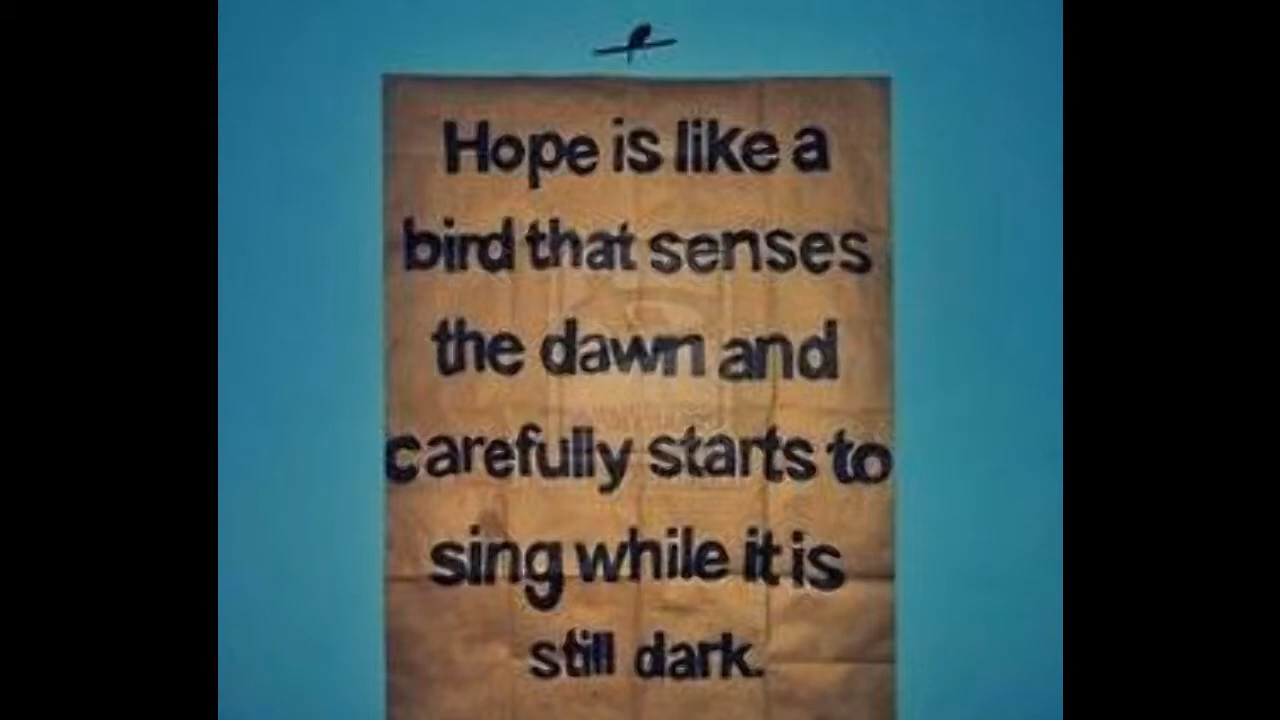 Hope is like a
bird that senses
the dawn and
carefully starts to
sing while it is
still dark.